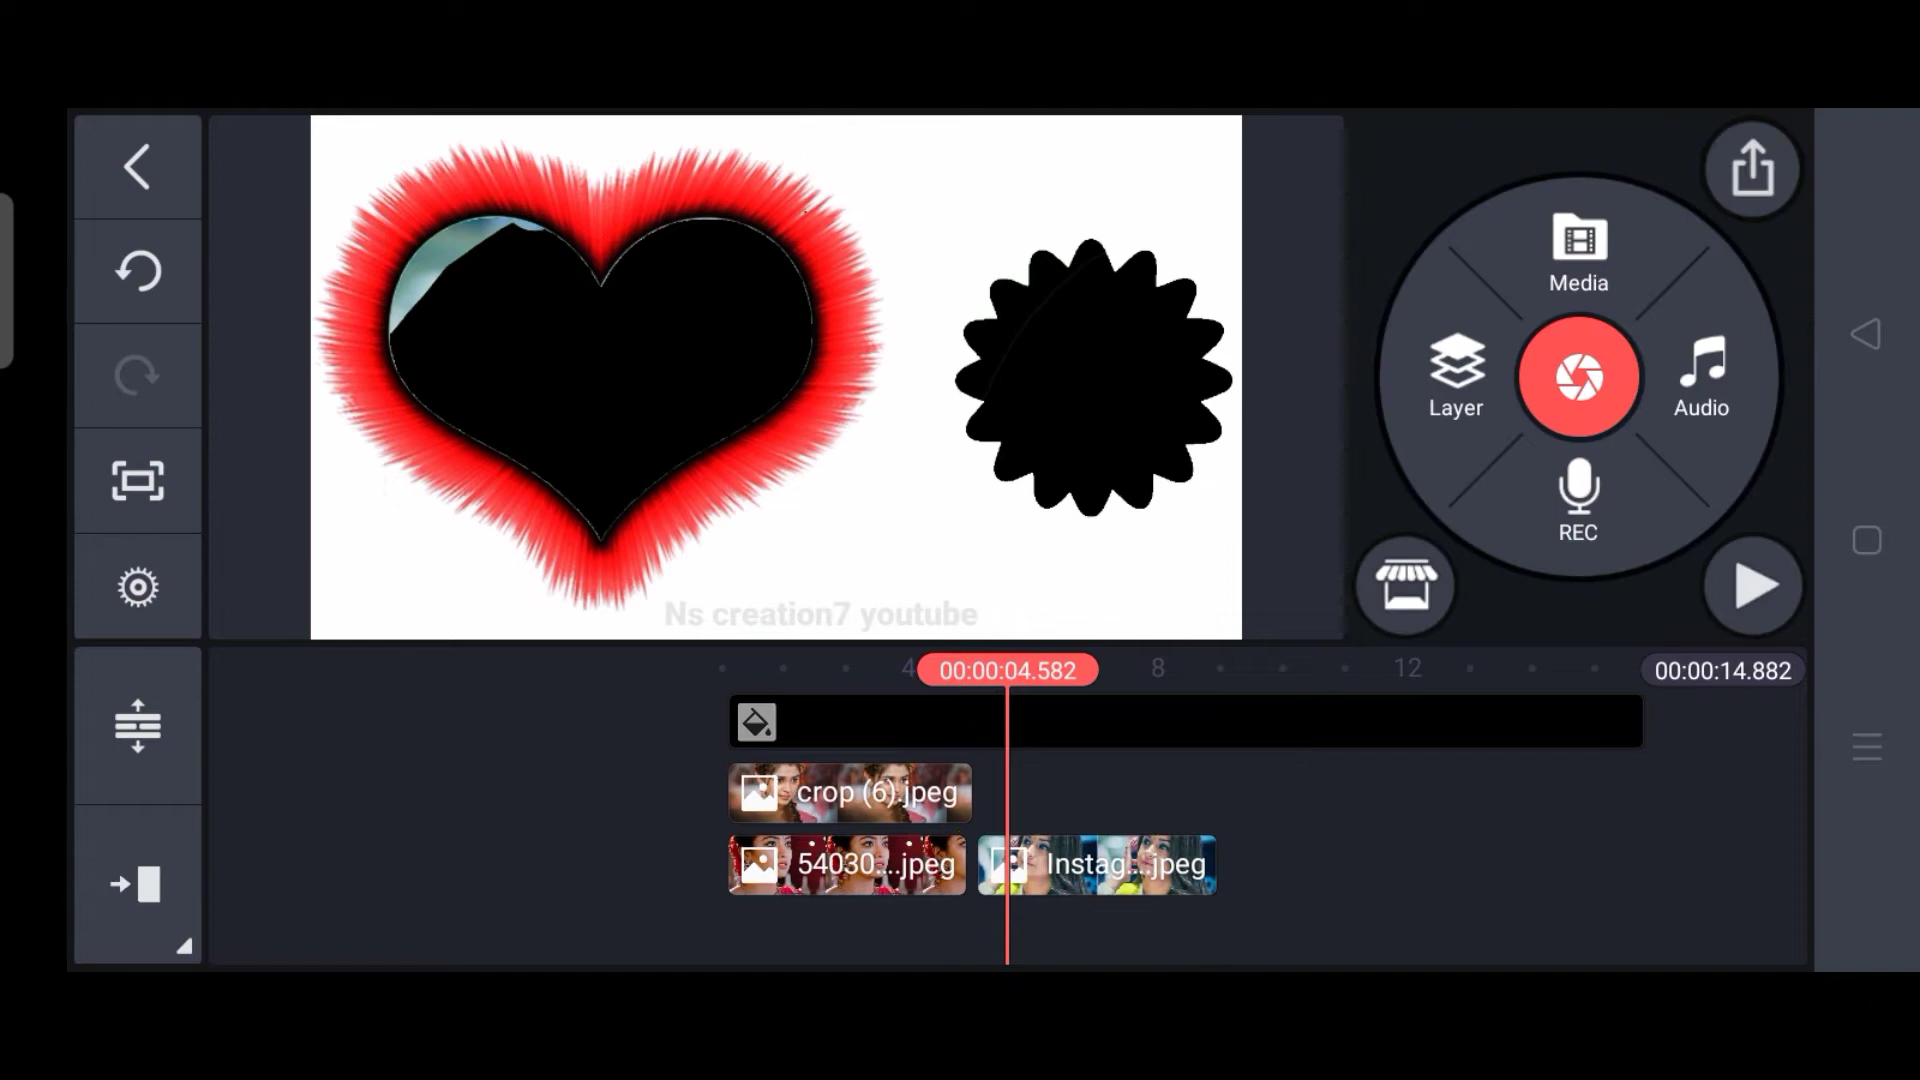 Media
Layer
Audio
REC
Ns creation7 youtube
4
00:00:04.582
8
12
00:00:14.882
crop (6).jpeg
54030....jpeg
Instag...jpeg